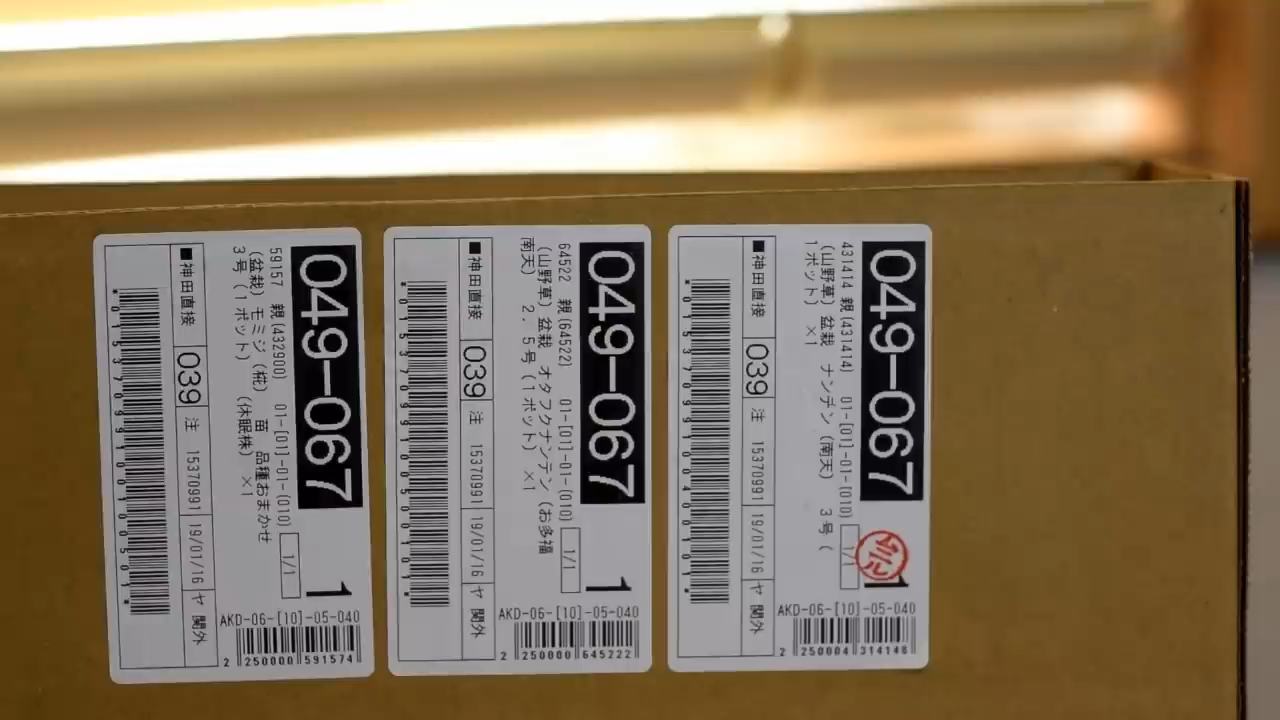 049-067
59157 親(432900) 01-[01]-01-(010)
(盆栽) モミジ (椛) 苗 品種おまかせ
3号 (1ポット) (休眠株) ×1
1/1
1
■神田直接 039 注 15370991 19/01/16 ヤ 関外
AKD-06-[10]-05-040
2 250000 591574
049-067
64522 親(64522) 01-[01]-01-(010)
(山野草) 盆栽 オタフクナンテン (お多福
南天) 2.5号 (1ポット) ×1
1/1
1
■神田直接 039 注 15370991 19/01/16 ヤ 関外
AKD-06-[10]-05-040
2 250000 645222
049-067
431414 親(431414) 01-[01]-01-(010)
(山野草) 盆栽 ナンテン (南天) 3号 (
1ポット) ×1
1/1
1
■神田直接 039 注 15370991 19/01/16 ヤ 関外
AKD-06-[10]-05-040
2 250004 314146